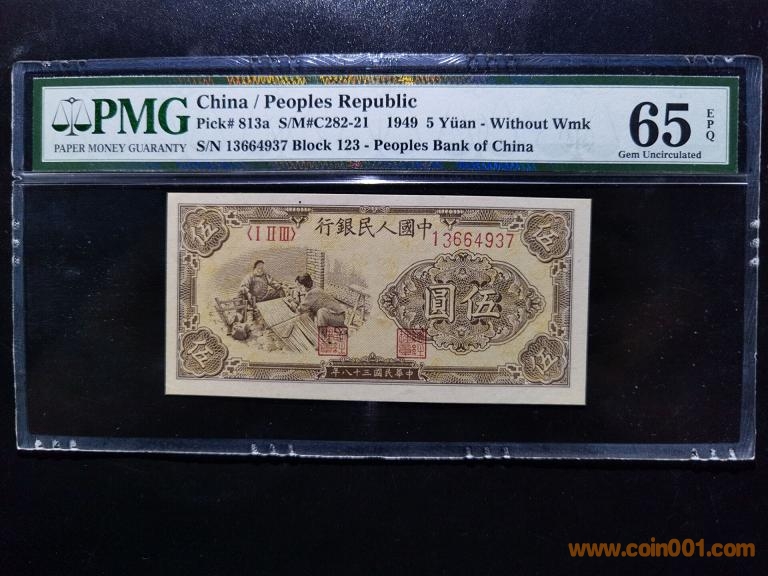 PMG
PAPER MONEY GUARANTY
China / Peoples Republic
Pick# 813a S/M#C282-21 1949 5 Yüan - Without Wmk
S/N 13664937 Block 123 - Peoples Bank of China
65 EPQ
Gem Uncirculated
行銀民人國中
〈Ⅰ Ⅱ Ⅲ〉
13664937
伍
伍
圓伍
伍
伍
年八十三國民華中
www.coin001.com